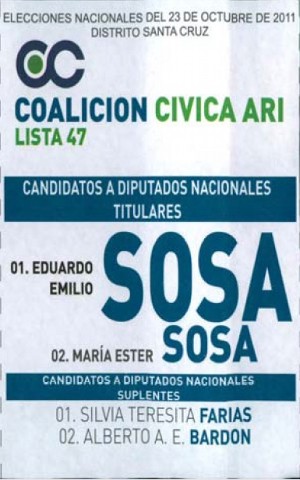 ELECCIONES NACIONALES DEL 23 DE OCTUBRE DE 2011
DISTRITO SANTA CRUZ
CC
COALICION CIVICA ARI
LISTA 47
CANDIDATOS A DIPUTADOS NACIONALES
TITULARES
01. EDUARDO
EMILIO
SOSA
02. MARÍA ESTER SOSA
CANDIDATOS A DIPUTADOS NACIONALES
SUPLENTES
01. SILVIA TERESITA FARIAS
02. ALBERTO A. E. BARDON